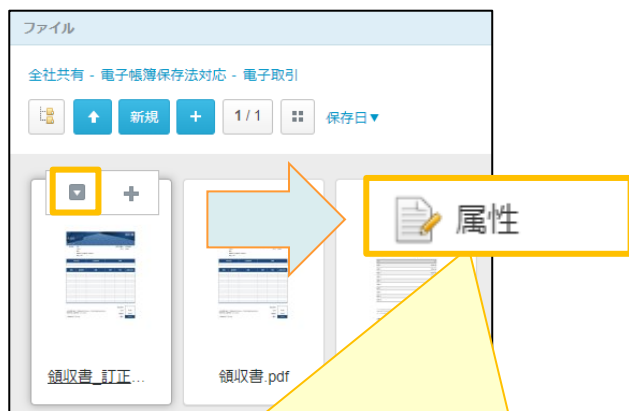 ファイル
全社共有 - 電子帳簿保存法対応 - 電子取引
新規
1 / 1
保存日▼
属性
領収書_訂正...
領収書.pdf